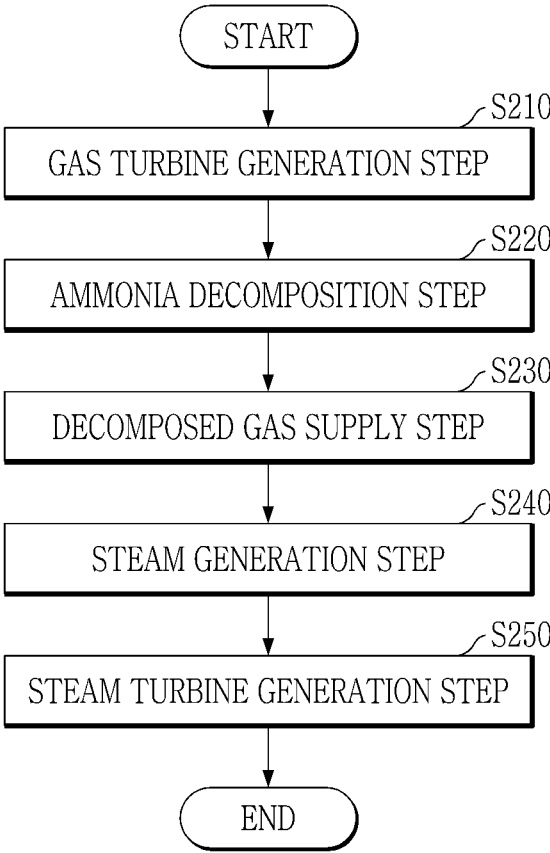 START
S210
GAS TURBINE GENERATION STEP
S220
AMMONIA DECOMPOSITION STEP
S230
DECOMPOSED GAS SUPPLY STEP
S240
STEAM GENERATION STEP
S250
STEAM TURBINE GENERATION STEP
END